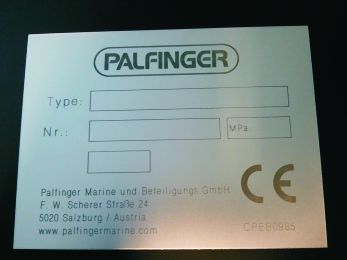 PALFINGER
Type:
Nr.: MPa
Palfinger Marine und Beteiligungs GmbH
F. W. Scherer Straße 24
5020 Salzburg / Austria
www.palfingermarine.com
CE
CPEB0985